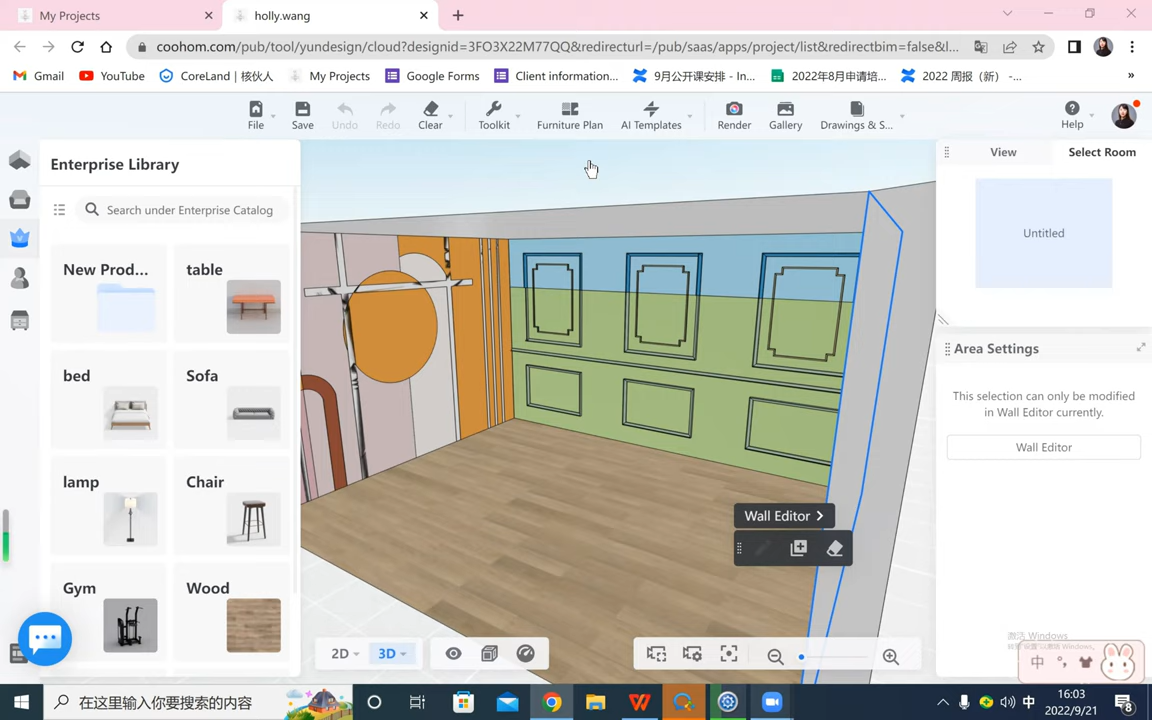 My Projects
holly.wang
coohom.com/pub/tool/yundesign/cloud?designid=3FO3X22M77QQ&redirecturl=/pub/saas/apps/project/list&redirectbim=false&l...
Gmail
YouTube
CoreLand | 核伙人
My Projects
Google Forms
Client information...
9月公开课安排 - In...
2022年8月申请培...
2022 周报（新） -...
»
File
Save
Undo
Redo
Clear
Toolkit
Furniture Plan
AI Templates
Render
Gallery
Drawings & S...
Help
Enterprise Library
Search under Enterprise Catalog
New Prod...
table
bed
Sofa
lamp
Chair
Gym
Wood
View
Select Room
Untitled
Area Settings
This selection can only be modified
in Wall Editor currently.
Wall Editor
Wall Editor >
2D
3D
激活 Windows
中
在这里输入你要搜索的内容
中
16:03
2022/9/21
8